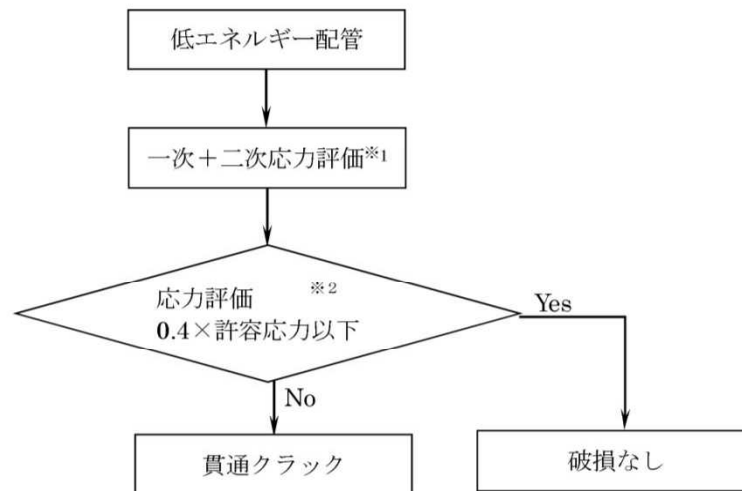 低エネルギー配管
一次＋二次応力評価※1
応力評価 ※2
0.4×許容応力以下
Yes
No
貫通クラック
破損なし